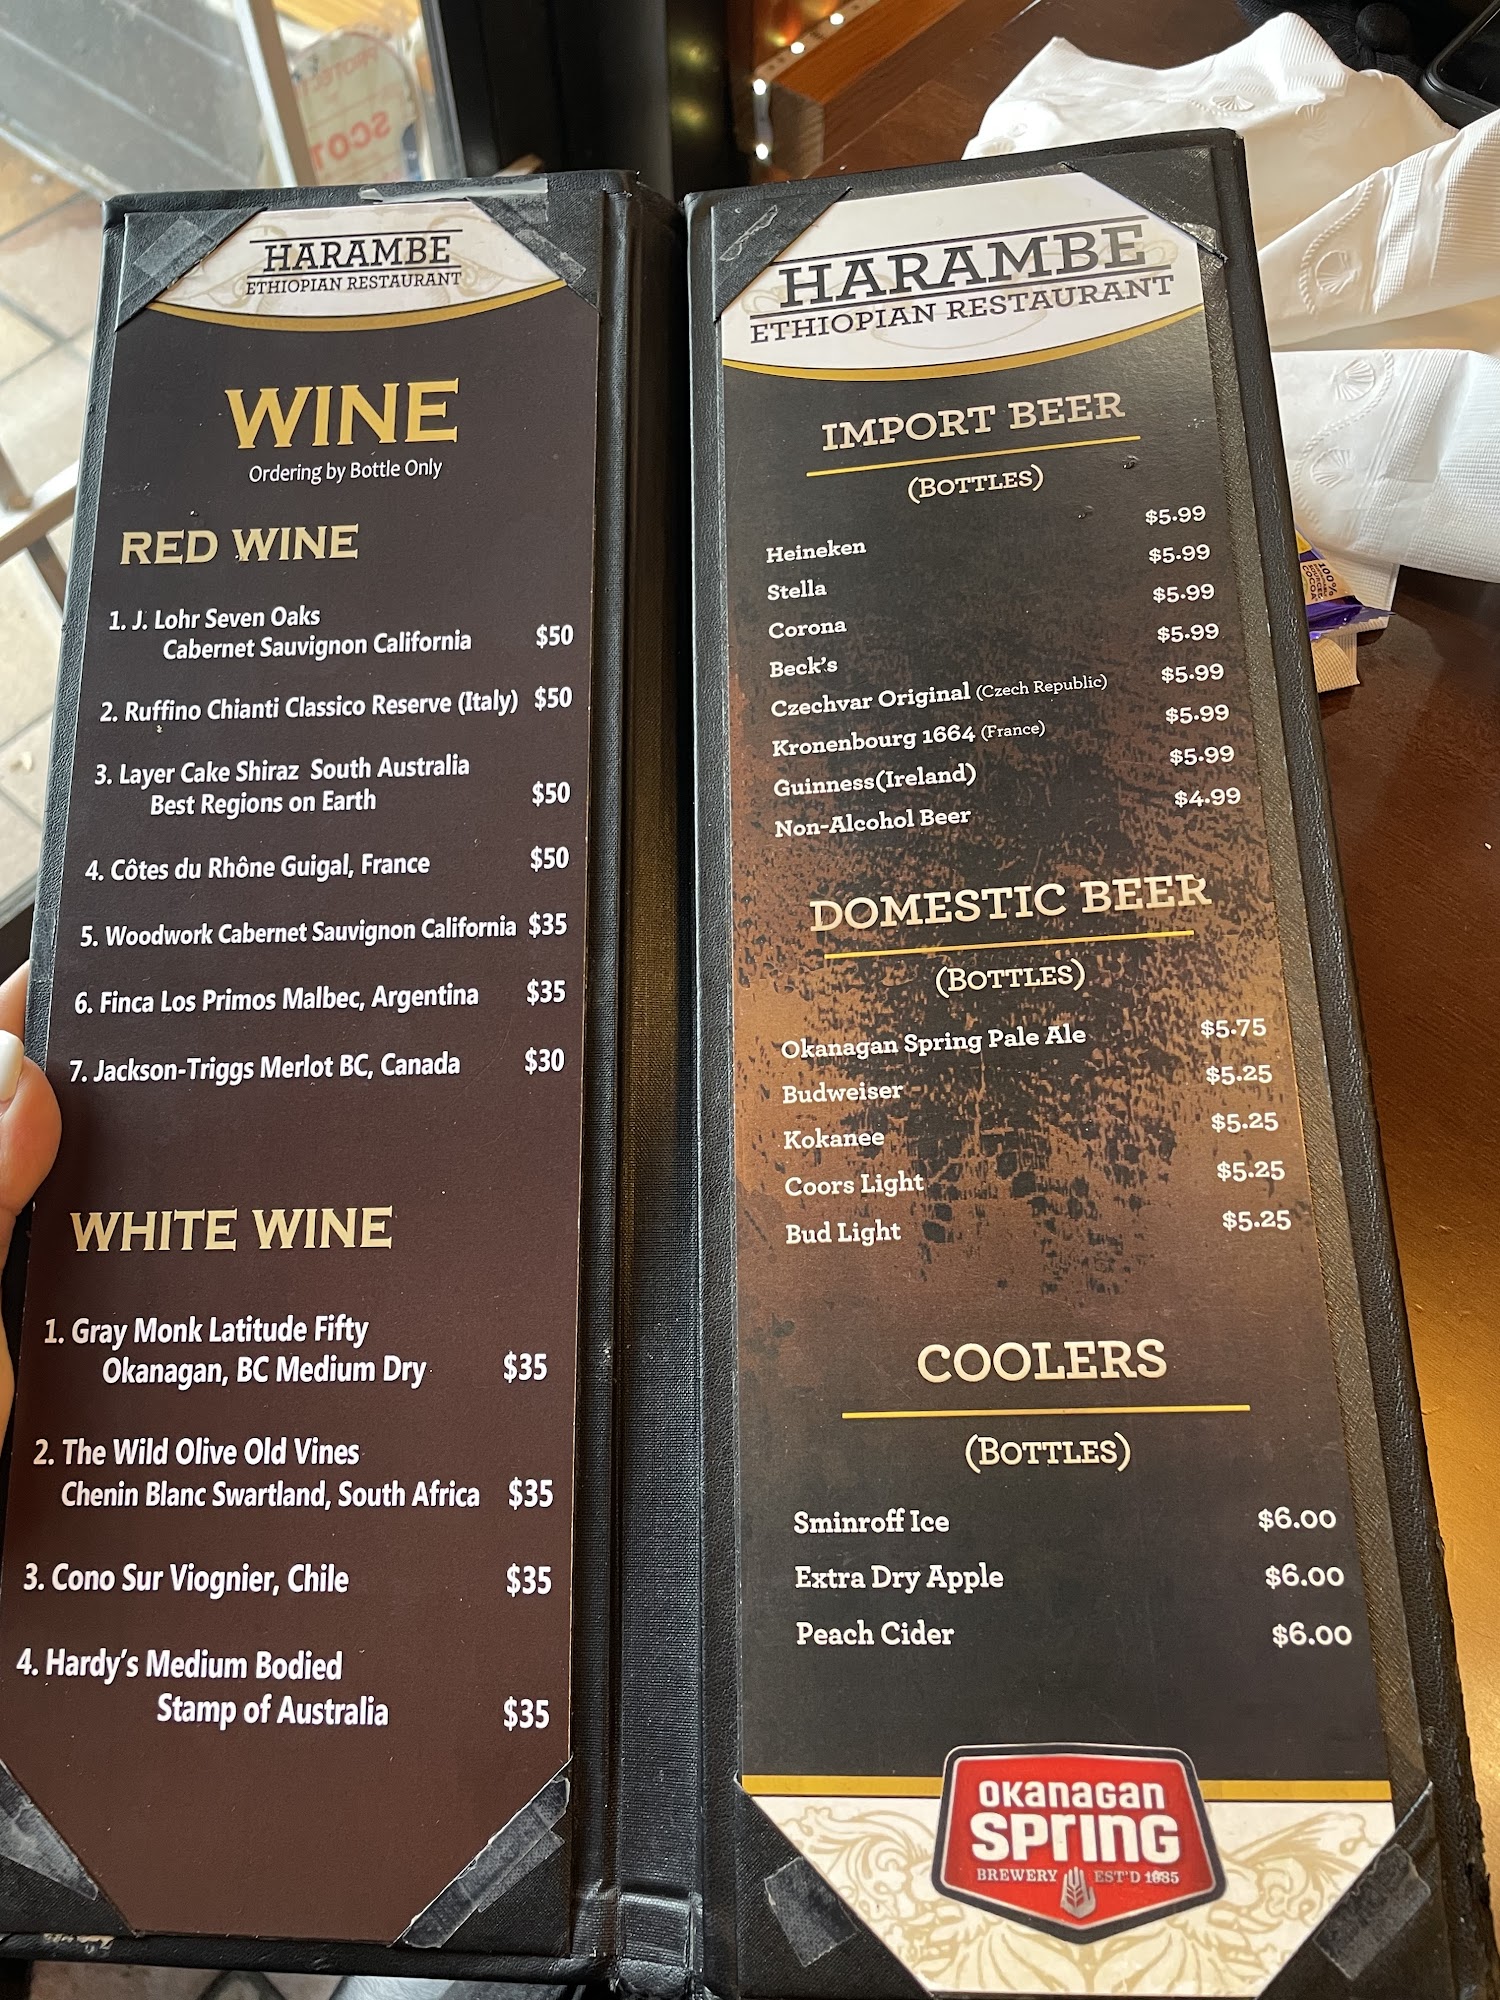 HARAMBE
ETHIOPIAN RESTAURANT
WINE
Ordering by Bottle Only
RED WINE
1. J. Lohr Seven Oaks
Cabernet Sauvignon California $50
2. Ruffino Chianti Classico Reserve (Italy) $50
3. Layer Cake Shiraz South Australia
Best Regions on Earth $50
4. Côtes du Rhône Guigal, France $50
5. Woodwork Cabernet Sauvignon California $35
6. Finca Los Primos Malbec, Argentina $35
7. Jackson-Triggs Merlot BC, Canada $30
WHITE WINE
1. Gray Monk Latitude Fifty
Okanagan, BC Medium Dry $35
2. The Wild Olive Old Vines
Chenin Blanc Swartland, South Africa $35
3. Cono Sur Viognier, Chile $35
4. Hardy's Medium Bodied
Stamp of Australia $35
HARAMBE
ETHIOPIAN RESTAURANT
IMPORT BEER
(BOTTLES)
Heineken $5.99
Stella $5.99
Corona $5.99
Beck's $5.99
Czechvar Original (Czech Republic) $5.99
Kronenbourg 1664 (France) $5.99
Guinness(Ireland) $5.99
Non-Alcohol Beer $4.99
DOMESTIC BEER
(BOTTLES)
Okanagan Spring Pale Ale $5.75
Budweiser $5.25
Kokanee $5.25
Coors Light $5.25
Bud Light $5.25
COOLERS
(BOTTLES)
Sminroff Ice $6.00
Extra Dry Apple $6.00
Peach Cider $6.00
OKANAGAN
SPRING
BREWERY EST'D 1985
100%
COCOA
SCOT